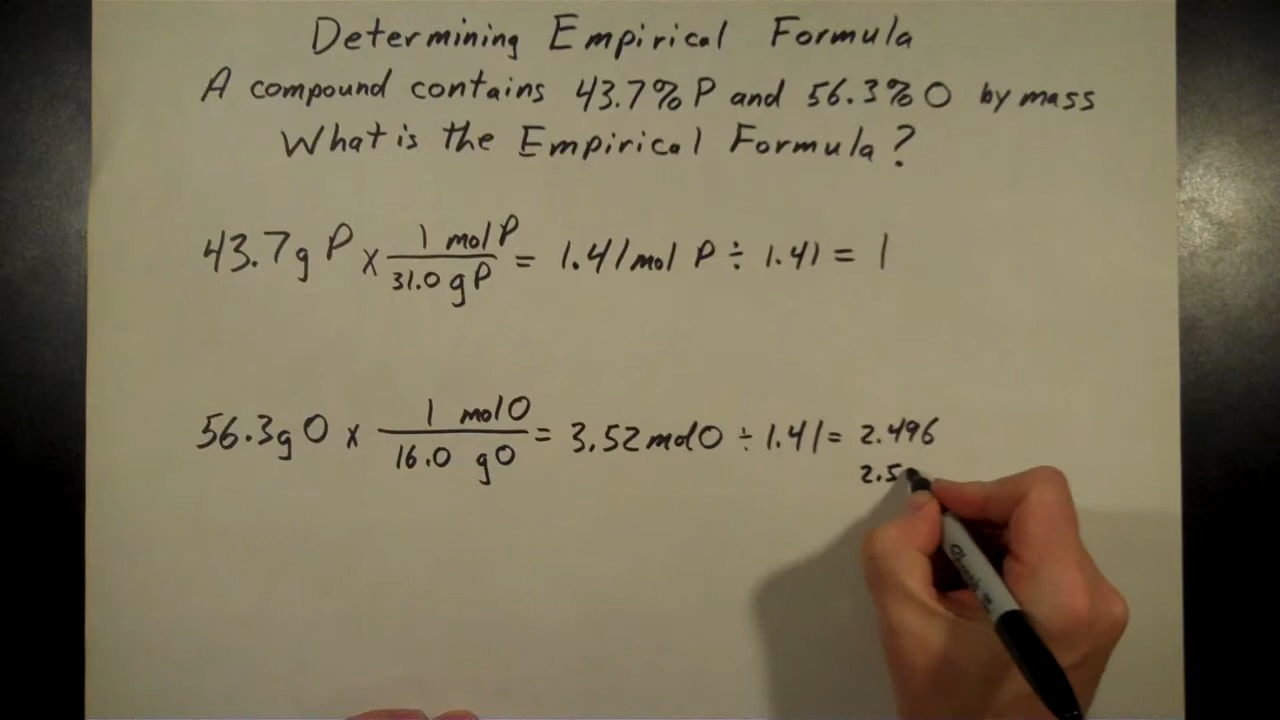 Determining Empirical Formula
A compound contains 43.7% P and 56.3% O by mass
What is the Empirical Formula?
1 mol P
43.7g P x ——— = 1.41 mol P ÷ 1.41 = 1
31.0 g P
1 mol O
56.3g O x ——— = 3.52 mol O ÷ 1.41 = 2.496
16.0 g O
2.5